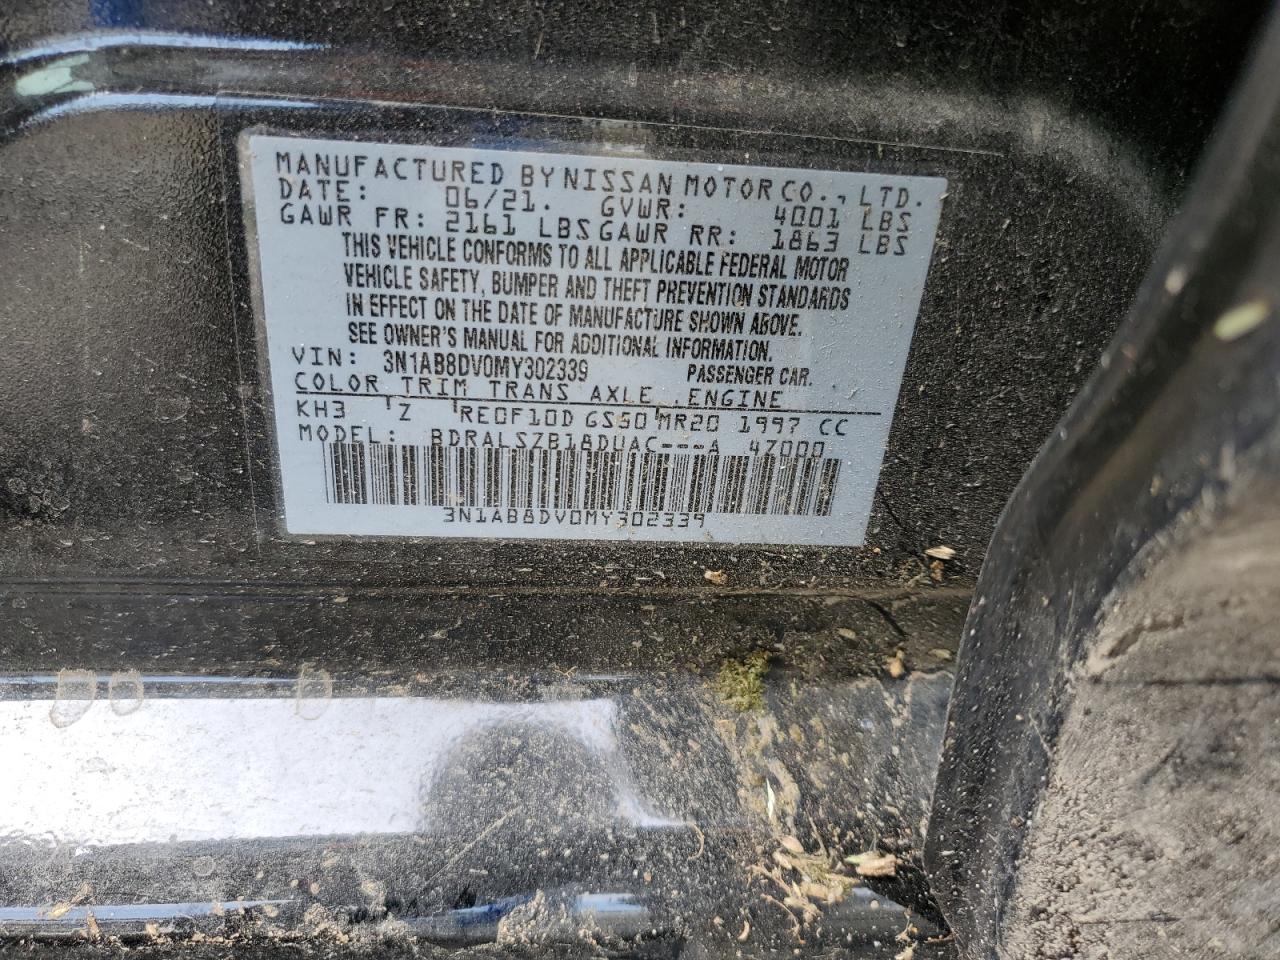 MANUFACTURED BY NISSAN MOTOR CO., LTD.
DATE: 06/21. GVWR: 4001 LBS
GAWR FR: 2161 LBS GAWR RR: 1863 LBS
THIS VEHICLE CONFORMS TO ALL APPLICABLE FEDERAL MOTOR
VEHICLE SAFETY, BUMPER AND THEFT PREVENTION STANDARDS
IN EFFECT ON THE DATE OF MANUFACTURE SHOWN ABOVE.
SEE OWNER'S MANUAL FOR ADDITIONAL INFORMATION.
VIN: 3N1AB8DV0MY302339 PASSENGER CAR.
COLOR TRIM TRANS AXLE ENGINE
KH3 Z RE0F10D GS50 MR20 1997 CC
MODEL: BDRALSZB18DUAC---A 47000
3N1AB8DV0MY302339